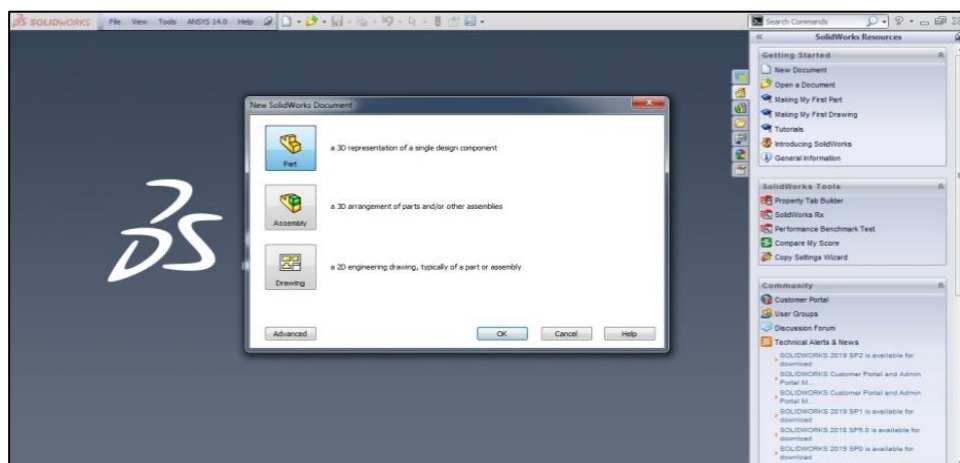 SOLIDWORKS File View Tools ANSYS 14.0 Help
Search Commands
SolidWorks Resources
New SolidWorks Document
Part
a 3D representation of a single design component
Assembly
a 3D arrangement of parts and/or other assemblies
Drawing
a 2D engineering drawing, typically of a part or assembly
Advanced OK Cancel Help
Getting Started
New Document
Open a Document
Making My First Part
Making My First Drawing
Tutorials
Introducing SolidWorks
General Information
SolidWorks Tools
Property Tab Builder
SolidWorks Rx
Performance Benchmark Test
Compare My Score
Copy Settings Wizard
Community
Customer Portal
User Groups
Discussion Forum
Technical Alerts & News
SOLIDWORKS 2019 SP2 is available for
download
SOLIDWORKS Customer Portal and Admin
Portal M...
SOLIDWORKS Customer Portal and Admin
Portal M...
SOLIDWORKS 2019 SP1 is available for
download
SOLIDWORKS 2018 SP5.0 is available for
download
SOLIDWORKS 2019 SP0 is available for
download